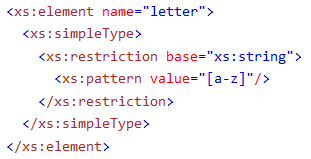 <xs:element name="letter">
  <xs:simpleType>
    <xs:restriction base="xs:string">
      <xs:pattern value="[a-z]"/>
    </xs:restriction>
  </xs:simpleType>
</xs:element>